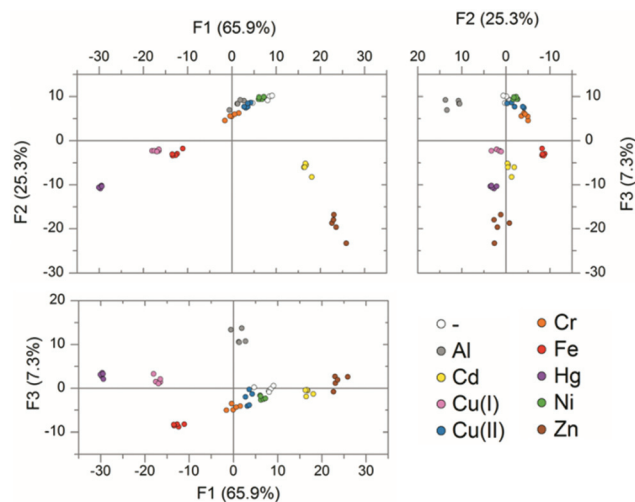 F1 (65.9%)
-30 -20 -10 0 10 20 30
F2 (25.3%)
20 10 0 -10
F2 (25.3%)
10
0
-10
-20
-30
10
0
-10
-20
-30
F3 (7.3%)
F3 (7.3%)
20
10
0
-10
-30 -20 -10 0 10 20 30
F1 (65.9%)
- Cr
Al Fe
Cd Hg
Cu(I) Ni
Cu(II) Zn